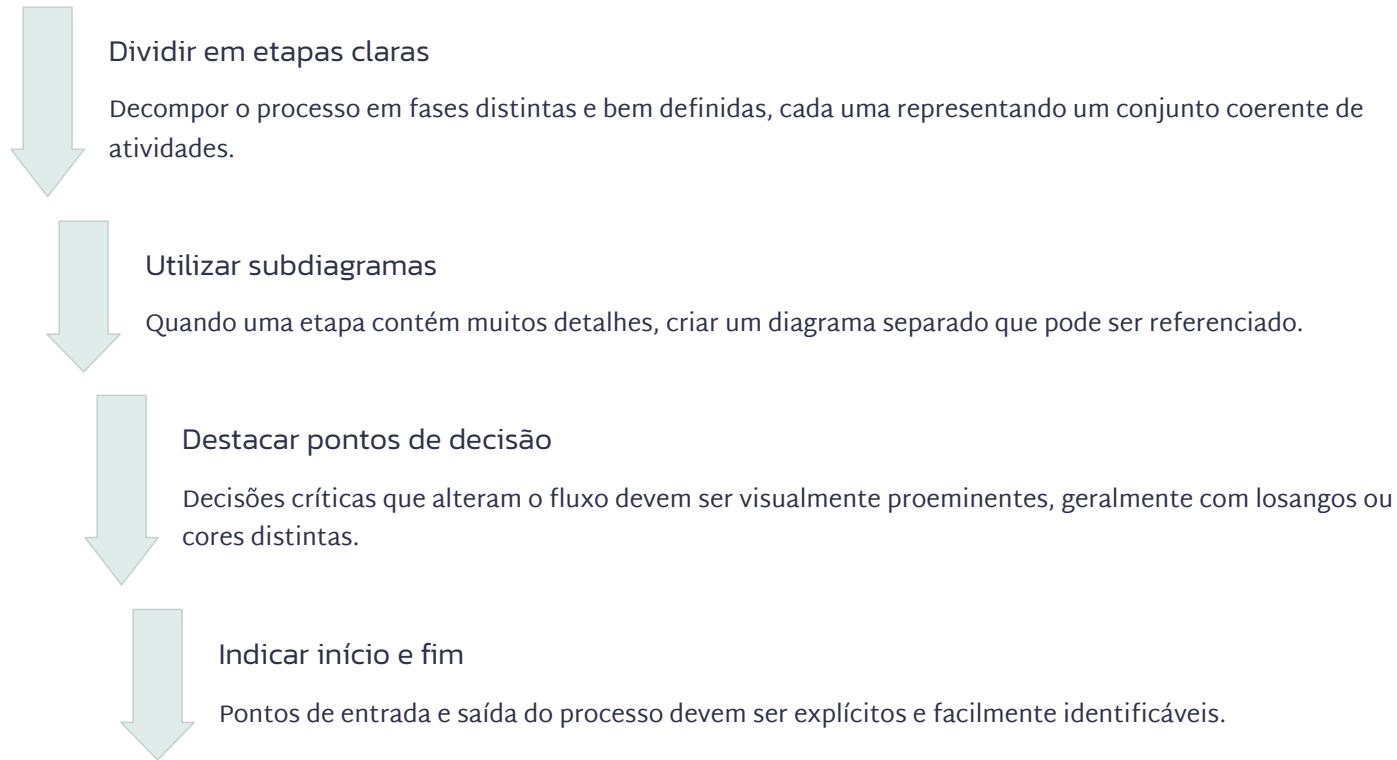 Dividir em etapas claras
Decompor o processo em fases distintas e bem definidas, cada uma representando um conjunto coerente de
atividades.
Utilizar subdiagramas
Quando uma etapa contém muitos detalhes, criar um diagrama separado que pode ser referenciado.
Destacar pontos de decisão
Decisões críticas que alteram o fluxo devem ser visualmente proeminentes, geralmente com losangos ou
cores distintas.
Indicar início e fim
Pontos de entrada e saída do processo devem ser explícitos e facilmente identificáveis.